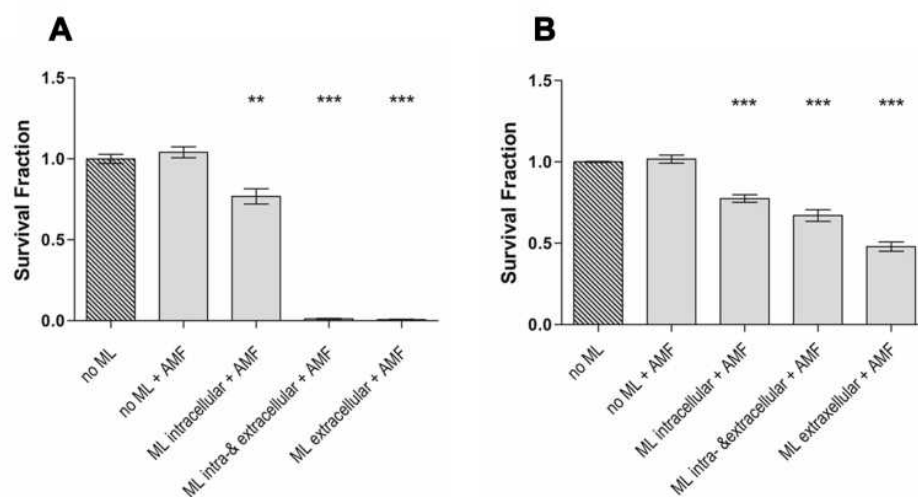 A
Survival Fraction
1.5
1.0
0.5
0.0
**
***
***
no ML
no ML + AMF
ML intracellular + AMF
ML intra-& extracellular + AMF
ML extracellular + AMF
B
Survival Fraction
1.5
1.0
0.5
0.0
***
***
***
no ML
no ML + AMF
ML intracellular + AMF
ML intra- &extracellular + AMF
ML extraxellular + AMF